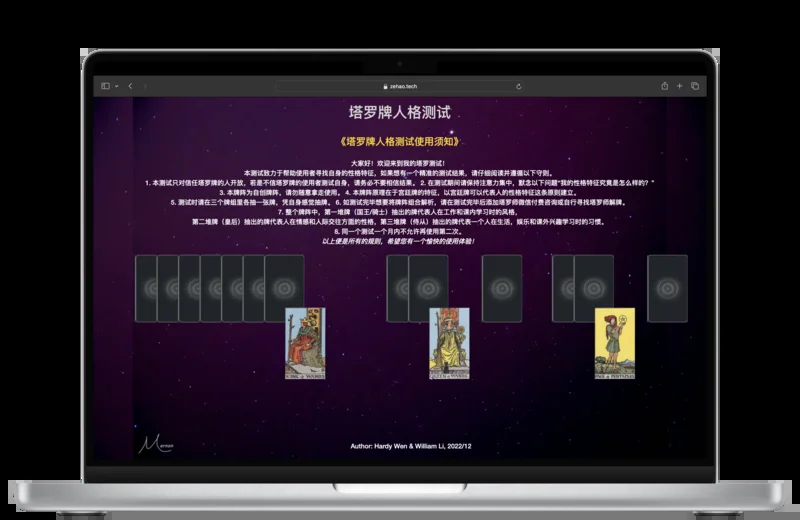 zehao.tech
塔罗牌人格测试
《塔罗牌人格测试使用须知》
大家好！欢迎来到我的塔罗测试！
本测试致力于帮助使用者寻找自身的性格特征，如果想有一个精准的测试结果，请仔细阅读并遵循以下守则。
1. 本测试只对信任塔罗牌的人开放，若是不信塔罗牌的使用者测试自身，请务必不要相信结果。 2. 在测试期间请保持注意力集中，默念以下问题“我的性格特征究竟是怎么样的？”
3. 本牌阵为自创牌阵，请勿随意拿走使用。 4. 本牌阵原理在于宫廷牌的特征，以宫廷牌可以代表人的性格特征这条原则建立。
5. 测试时请在三个牌组里各抽一张牌，凭自身感觉抽牌。 6. 如测试完毕想要将牌阵组合解析，请在测试完毕后添加塔罗师微信付费咨询或自行寻找塔罗师解牌。
7. 整个牌阵中，第一堆牌（国王/骑士）抽出的牌代表人在工作和课内学习时的风格，
第二堆牌（皇后）抽出的牌代表人在情感和人际交往方面的性格，第三堆牌（侍从）抽出的牌代表一个人在生活，娱乐和课外兴趣学习时的习惯。
8. 同一个测试一个月内不允许再使用第二次。
以上便是所有的规则，希望您有一个愉快的使用体验！
Author: Hardy Wen & William Li, 2022/12